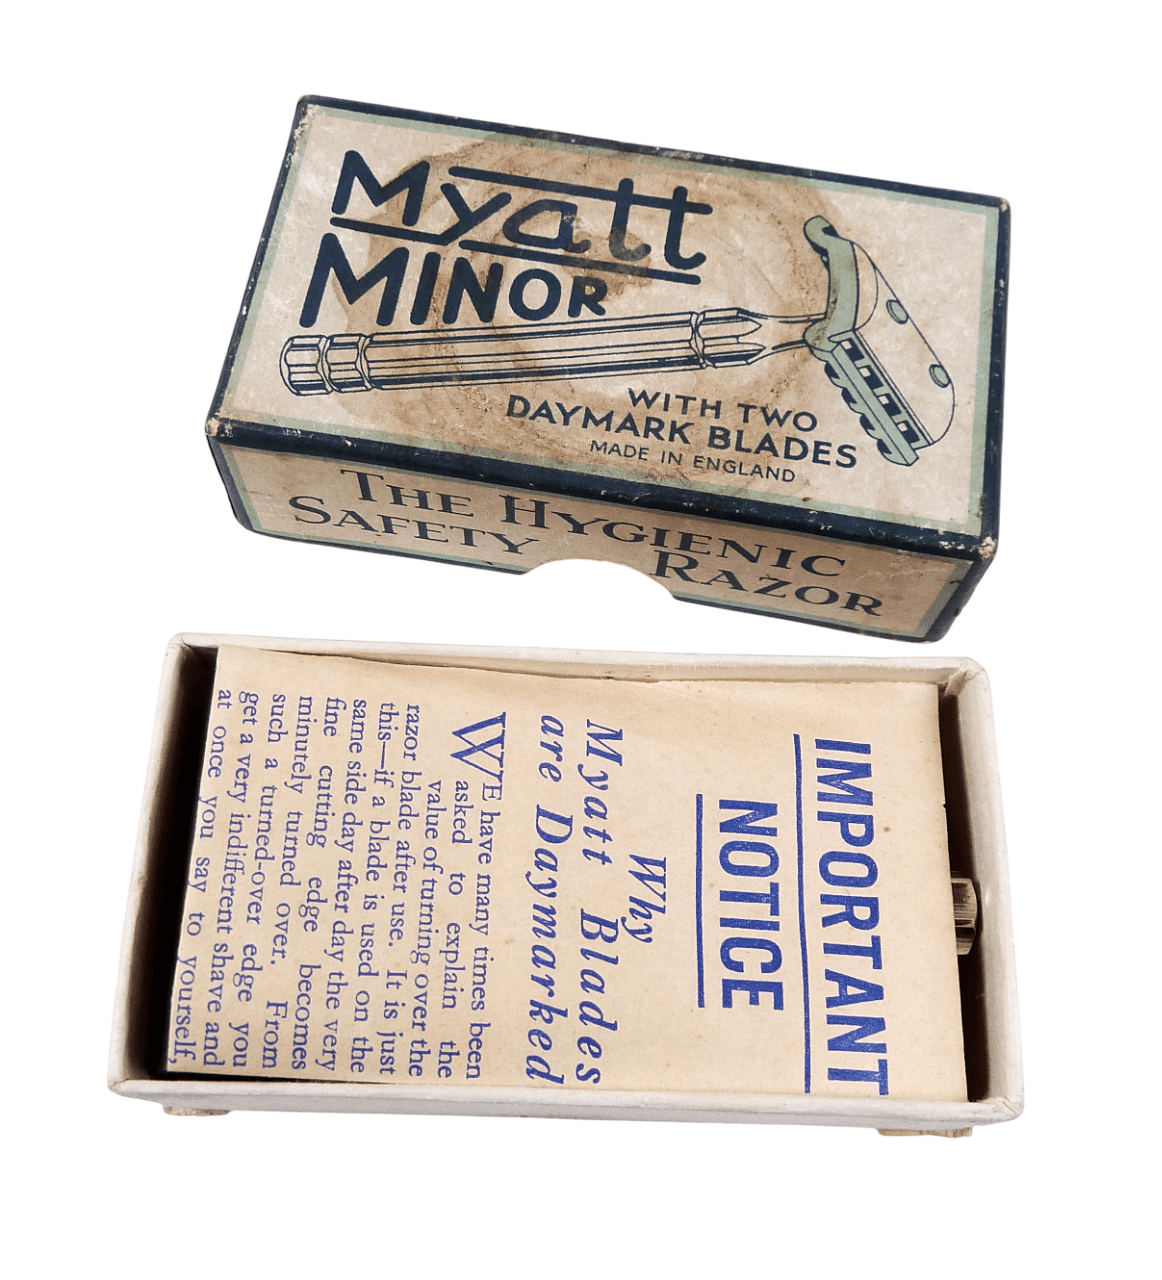 Myatt
MINOR
WITH TWO
DAYMARK BLADES
MADE IN ENGLAND
THE HYGIENIC
SAFETY RAZOR
IMPORTANT
NOTICE
Why
Myatt Blades
are Daymarked
WE have many times been
asked to explain the
value of turning over the
razor blade after use. It is just
this—if a blade is used on the
same side day after day the very
fine cutting edge becomes
minutely turned over. From
such a turned-over edge you
get a very indifferent shave and
at once you say to yourself,